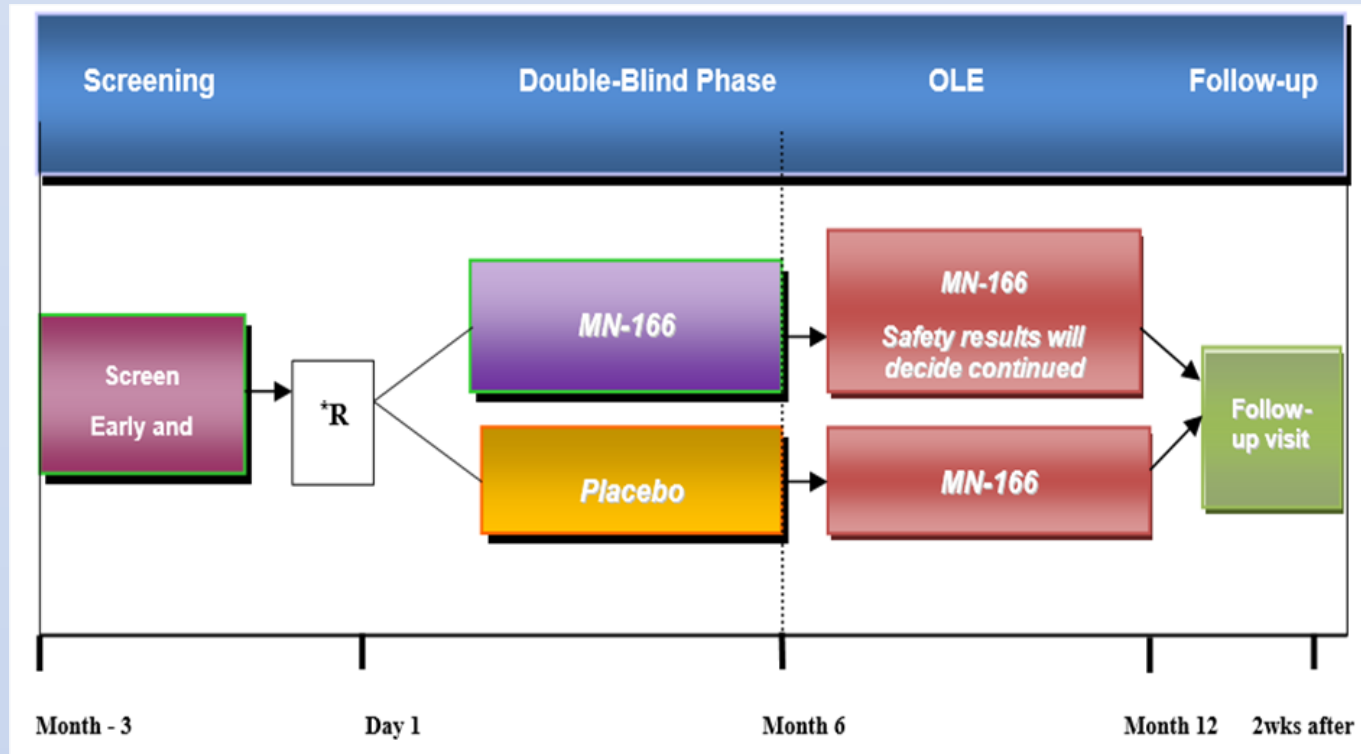 Screening
Double-Blind Phase
OLE
Follow-up
Screen
Early and
*R
MN-166
Placebo
MN-166
Safety results will
decide continued
MN-166
Follow-
up visit
Month - 3
Day 1
Month 6
Month 12
2wks after